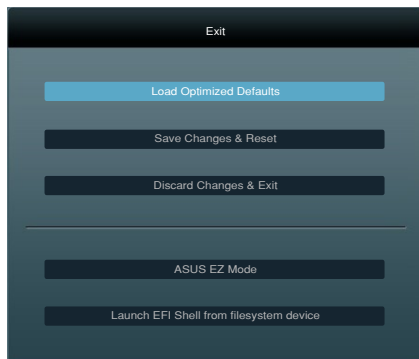 Exit
Load Optimized Defaults
Save Changes & Reset
Discard Changes & Exit
ASUS EZ Mode
Launch EFI Shell from filesystem device